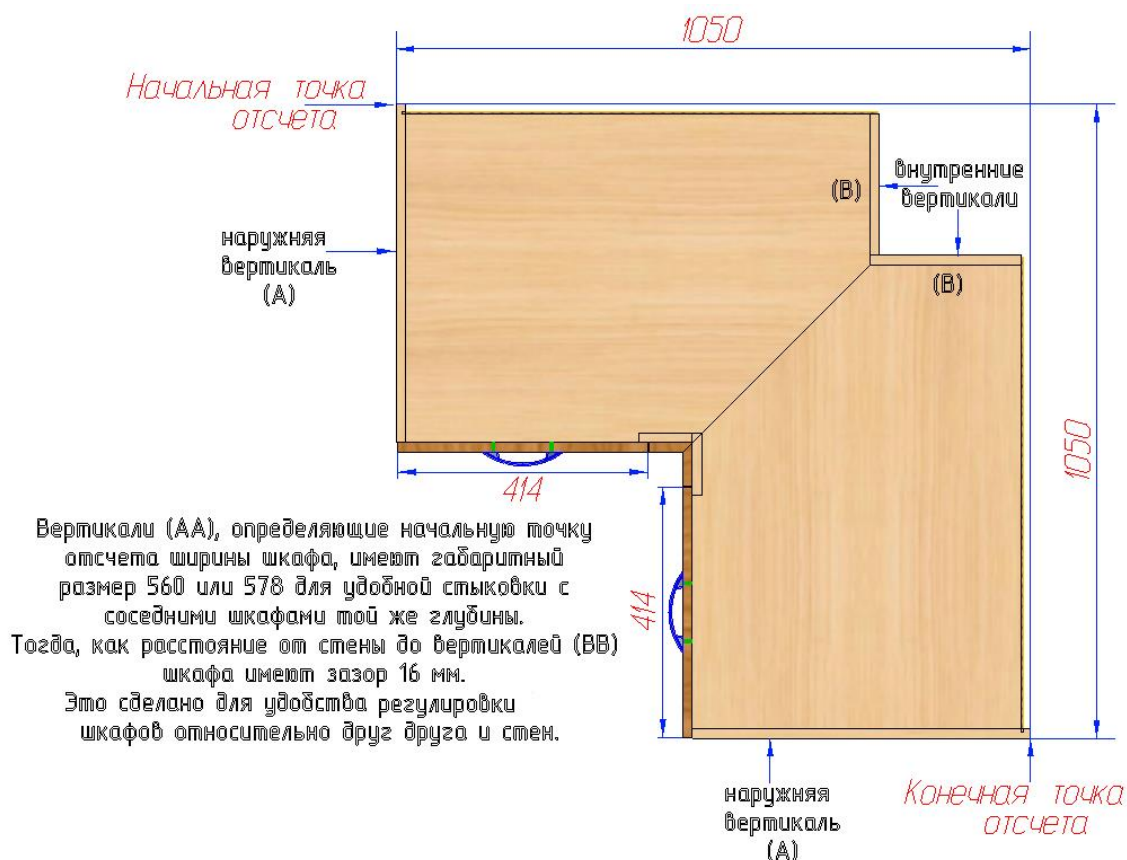 1050
Начальная точка
отсчета
внутренние
вертикали
(В)
(В)
наружняя
вертикаль
(А)
1050
414
414
Вертикали (АА), определяющие начальную точку
отсчета ширины шкафа, имеют габаритный
размер 560 или 578 для удобной стыковки с
соседними шкафами той же глубины.
Тогда, как расстояние от стены до вертикалей (ВВ)
шкафа имеют зазор 16 мм.
Это сделано для удобства регулировки
шкафов относительно друг друга и стен.
наружняя
вертикаль
(А)
Конечная точка
отсчета